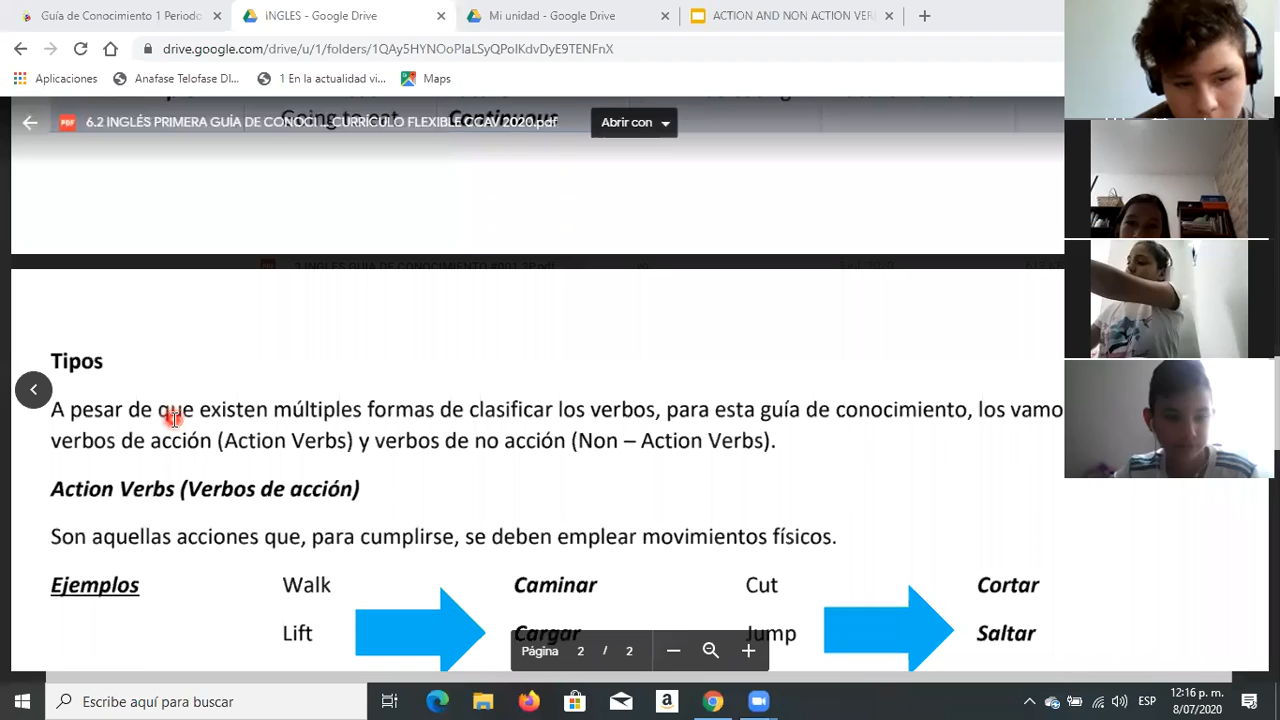 Guía de Conocimiento 1 Periodo
INGLES - Google Drive
Mi unidad - Google Drive
ACTION AND NON ACTION VER
drive.google.com/drive/u/1/folders/1QAy5HYNOoPlaLSyQPolKdvDyE9TENFnX
Aplicaciones
Anafase Telofase DI...
1 En la actualidad vi...
Maps
6.2 INGLÉS PRIMERA GUÍA DE CONOCI... CURRÍCULO FLEXIBLE CCAV 2020.pdf
Abrir con
Tipos
A pesar de que existen múltiples formas de clasificar los verbos, para esta guía de conocimiento, los vamo
verbos de acción (Action Verbs) y verbos de no acción (Non – Action Verbs).
Action Verbs (Verbos de acción)
Son aquellas acciones que, para cumplirse, se deben emplear movimientos físicos.
Ejemplos Walk Caminar Cut Cortar
Lift Cargar Jump Saltar
Página 2 / 2
Escribe aquí para buscar
ESP
12:16 p. m.
8/07/2020